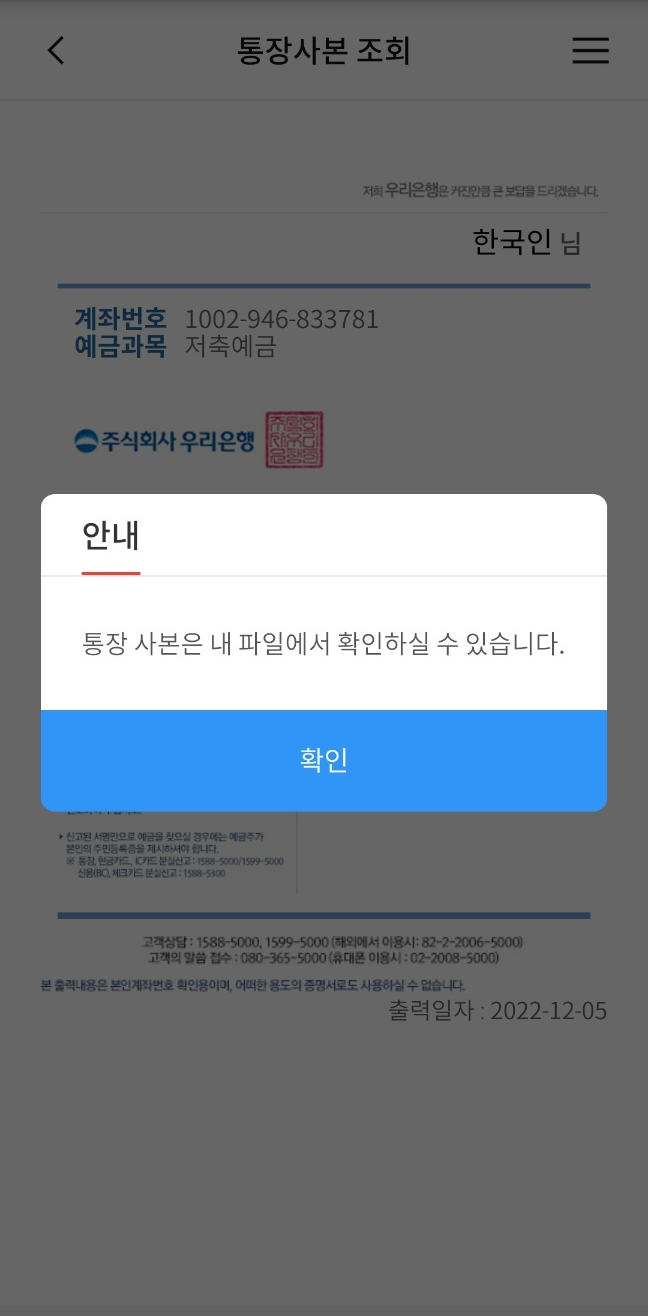 통장사본 조회
저희 우리은행은 커진만큼 큰 보답을 드리겠습니다.
한국인 님
계좌번호 1002-946-833781
예금과목 저축예금
주식회사 우리은행
안내
통장 사본은 내 파일에서 확인하실 수 있습니다.
확인
신고된 서명만으로 예금을 찾으실 경우에는 예금주가
본인의 주민등록증을 제시하셔야 합니다.
※ 통장, 현금카드, IC카드 분실신고 : 1588-5000/1599-5000
신용(BC), 체크카드 분실신고 : 1588-5300
고객상담 : 1588-5000, 1599-5000 (해외에서 이용시: 82-2-2006-5000)
고객의 말씀 접수 : 080-365-5000 (휴대폰 이용시 : 02-2008-5000)
본 출력내용은 본인계좌번호 확인용이며, 어떠한 용도의 증명서로도 사용하실 수 없습니다.
출력일자 : 2022-12-05